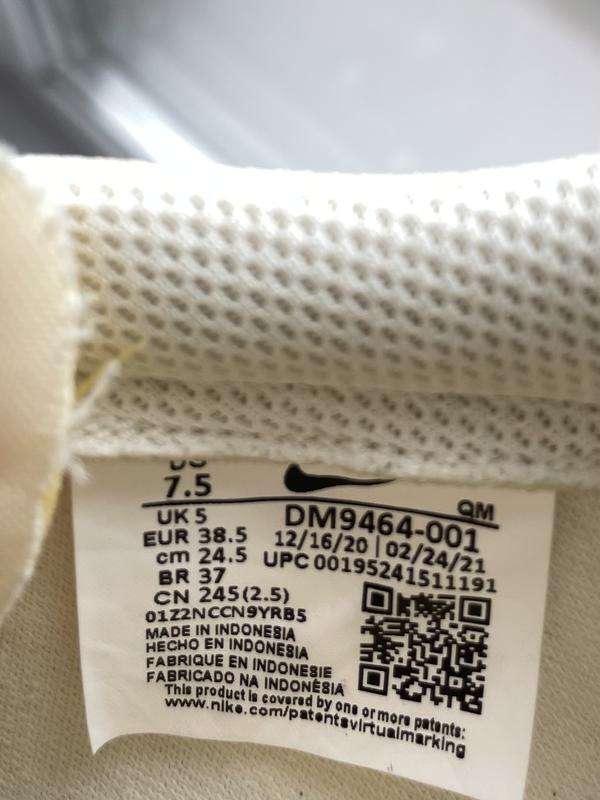 US
7.5
QM
UK 5
EUR 38.5
cm 24.5
BR 37
CN 245(2.5)
DM9464-001
12/16/20 | 02/24/21
UPC 00195241511191
01Z2NCCN9YRB5
MADE IN INDONESIA
HECHO EN INDONESIA
FABRIQUE EN INDONESIE
FABRICADO NA INDONÉSIA
This product is covered by one or more patents:
www.nike.com/patentsvirtualmarking